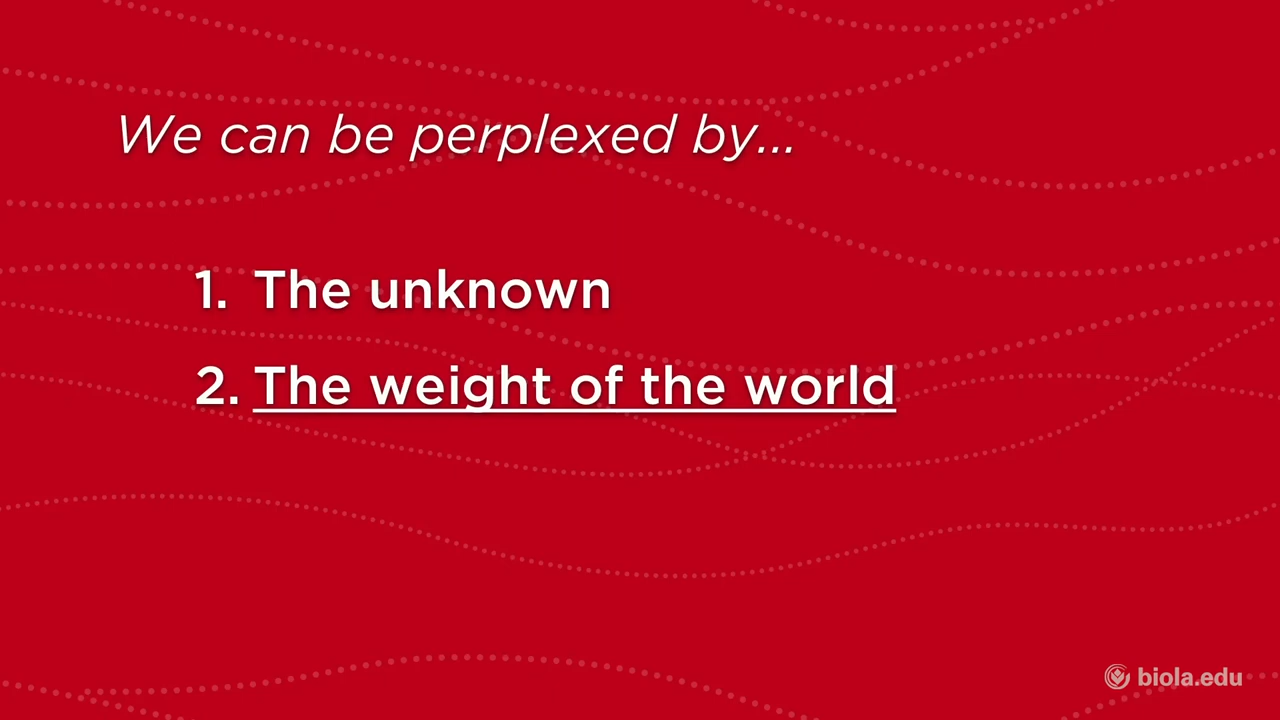 We can be perplexed by...
1. The unknown
2. The weight of the world
biola.edu